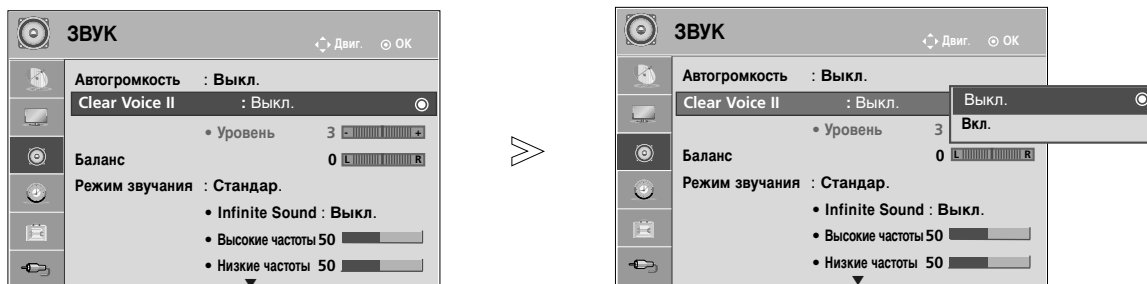 ЗВУК
Двиг. OK
Автогромкость : Выкл.
Clear Voice II : Выкл.
• Уровень 3 - +
Баланс 0 L R
Режим звучания : Стандар.
• Infinite Sound : Выкл.
• Высокие частоты 50
• Низкие частоты 50
ЗВУК
Двиг. OK
Автогромкость : Выкл.
Clear Voice II : Выкл.
Выкл.
Вкл.
• Уровень 3
Баланс 0 L R
Режим звучания : Стандар.
• Infinite Sound : Выкл.
• Высокие частоты 50
• Низкие частоты 50